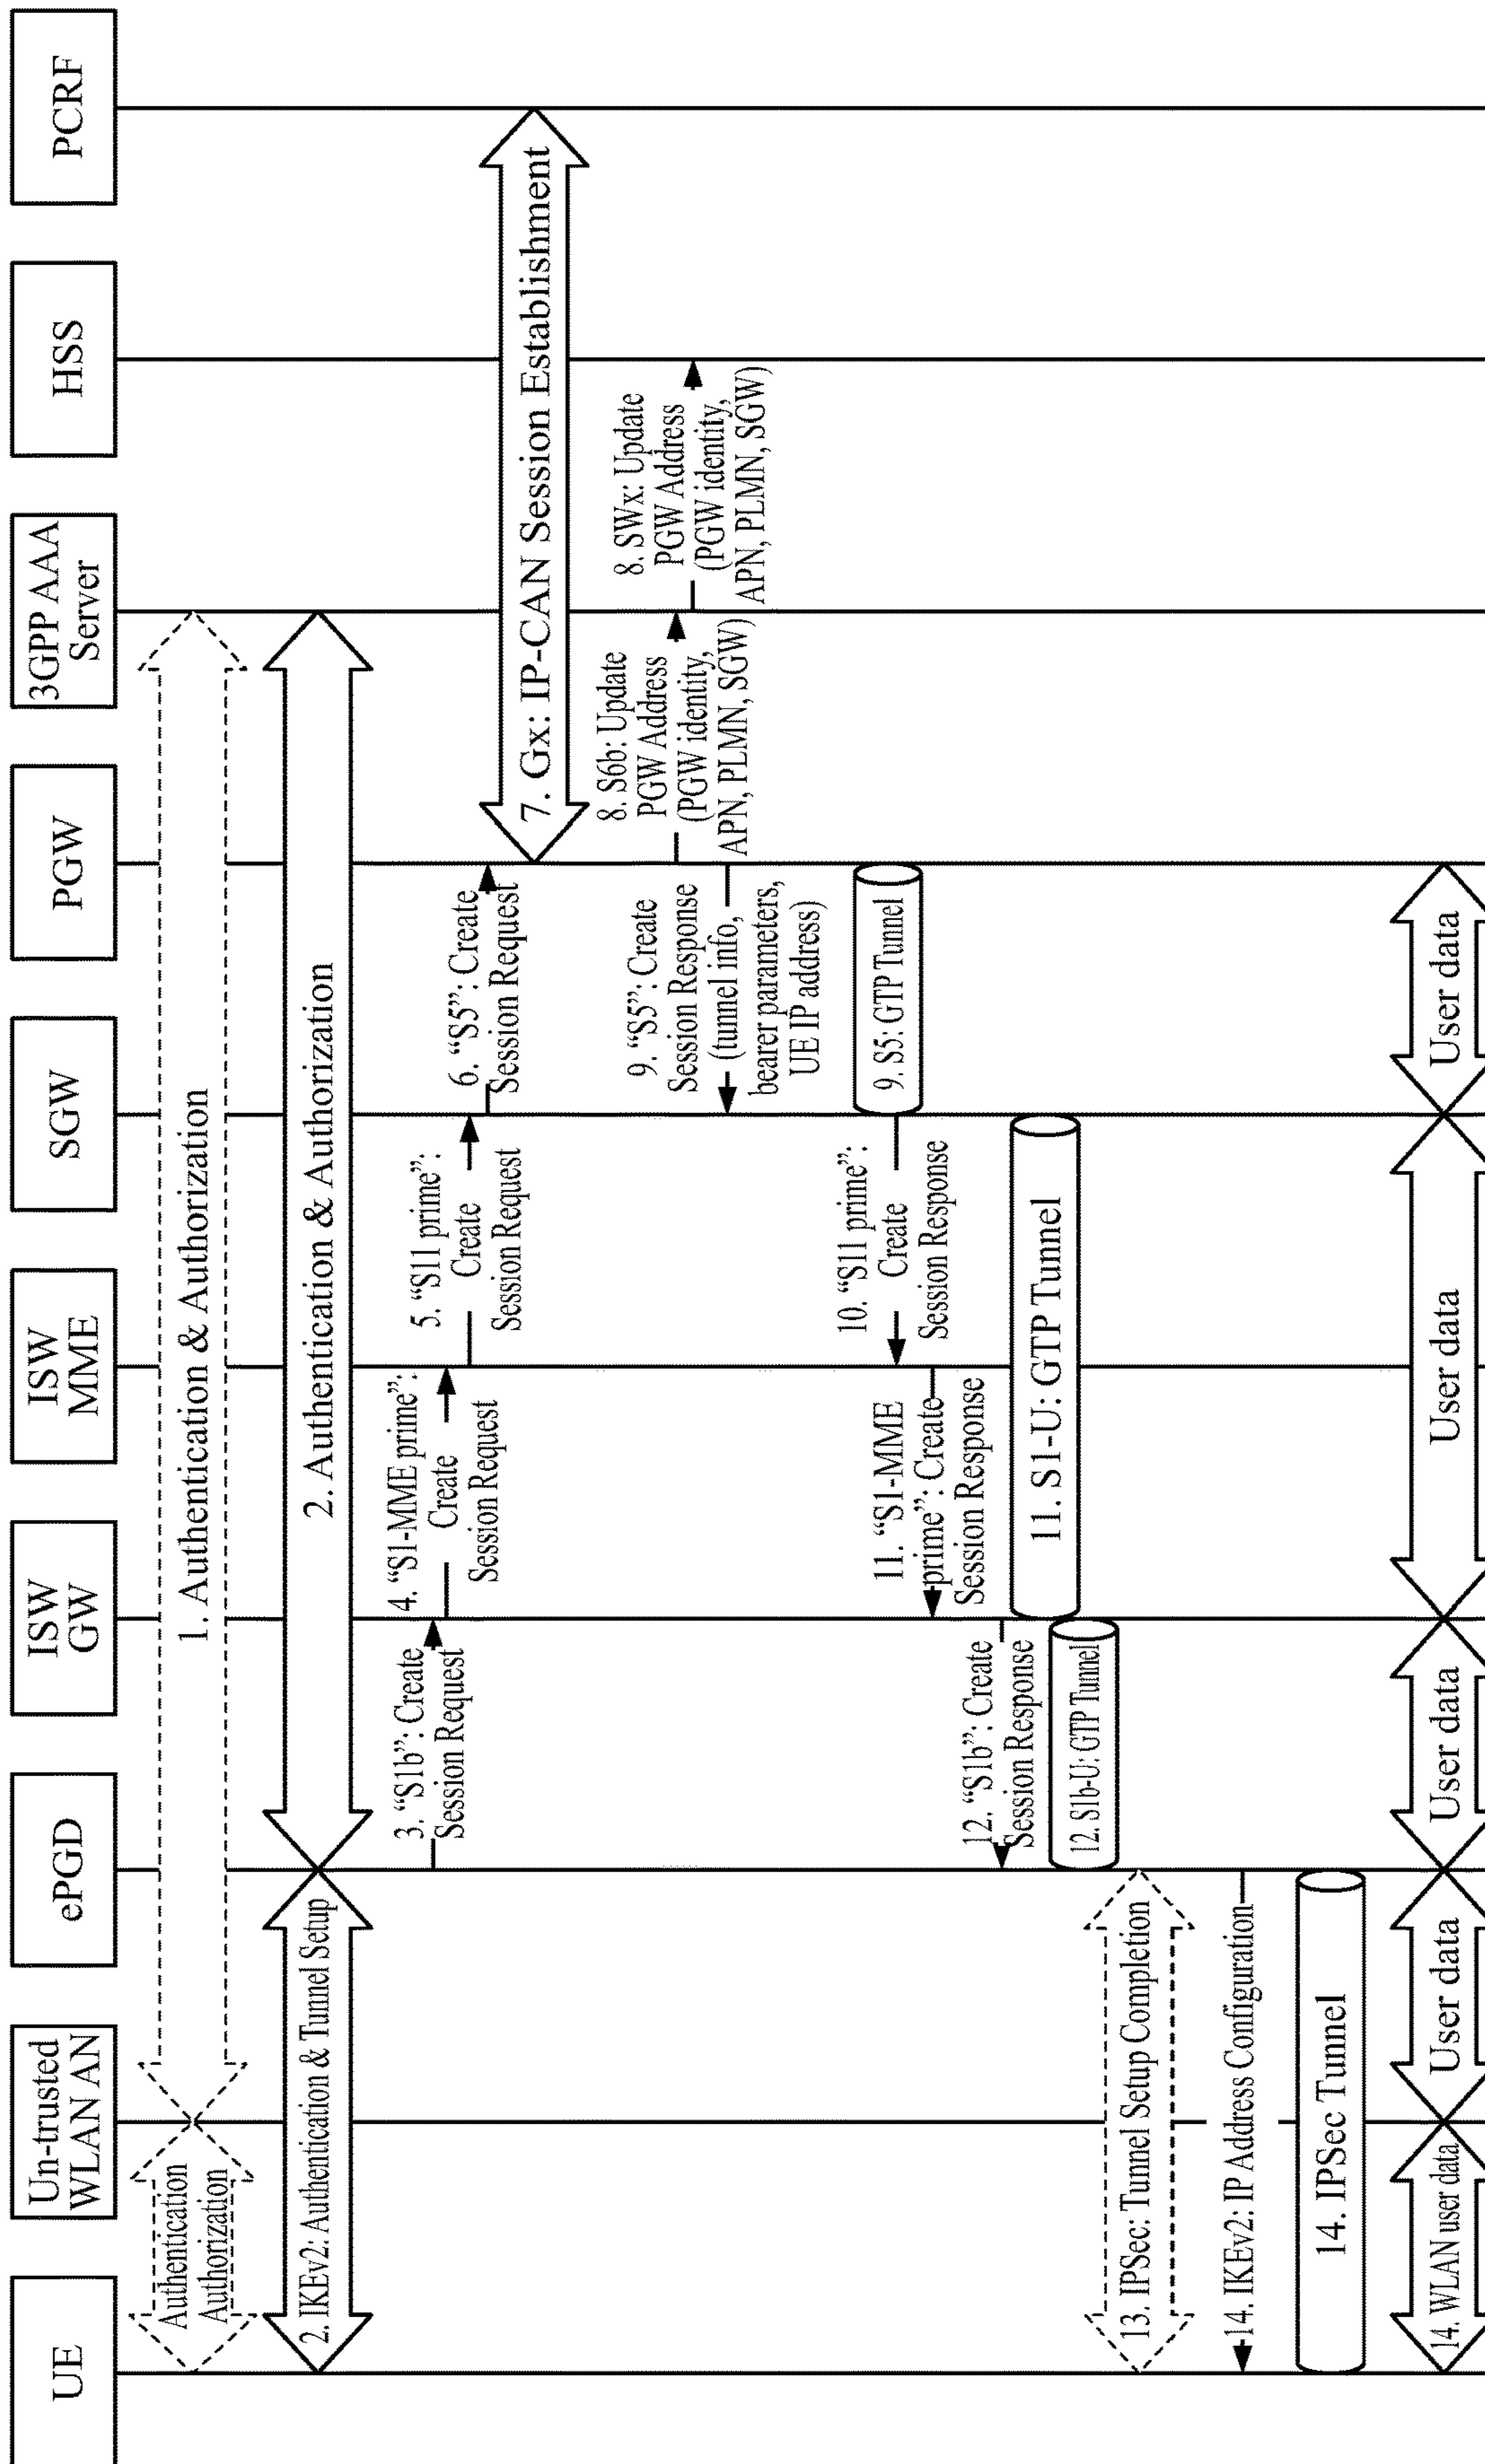 UE
Un-trusted
WLAN AN
ePGD
ISW
GW
ISW
MME
SGW
PGW
3GPP AAA
Server
HSS
PCRF
Authentication
Authorization
1. Authentication & Authorization
2. IKEv2: Authentication & Tunnel Setup
2. Authentication & Authorization
3. “S1b”: Create
Session Request
4. “S1-MME prime”:
Create
Session Request
5. “S11 prime”:
Create
Session Request
6. “S5”: Create
Session Request
7. Gx: IP-CAN Session Establishment
8. S6b: Update
PGW Address
(PGW identity,
APN, PLMN, SGW)
8. SWx: Update
PGW Address
(PGW identity,
APN, PLMN, SGW)
9. “S5”: Create
Session Response
(tunnel info,
bearer parameters,
UE IP address)
9. S5: GTP Tunnel
10. “S11 prime”:
Create
Session Response
11. “S1-MME
prime”: Create
Session Response
11. S1-U: GTP Tunnel
12. “S1b”: Create
Session Response
12. S1b-U: GTP Tunnel
13. IPSec: Tunnel Setup Completion
14. IKEv2: IP Address Configuration
14. IPSec Tunnel
14. WLAN user data
User data
User data
User data
User data